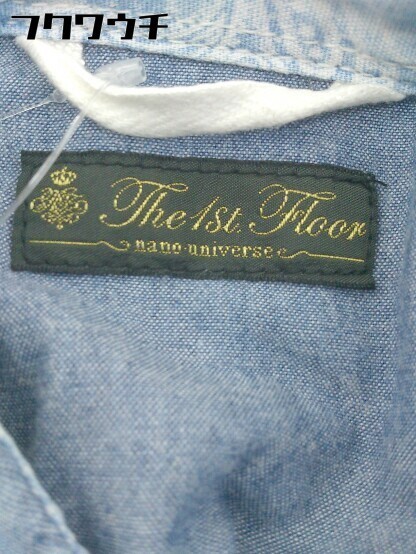 フクワウチ
The 1st. Floor
nano·universe